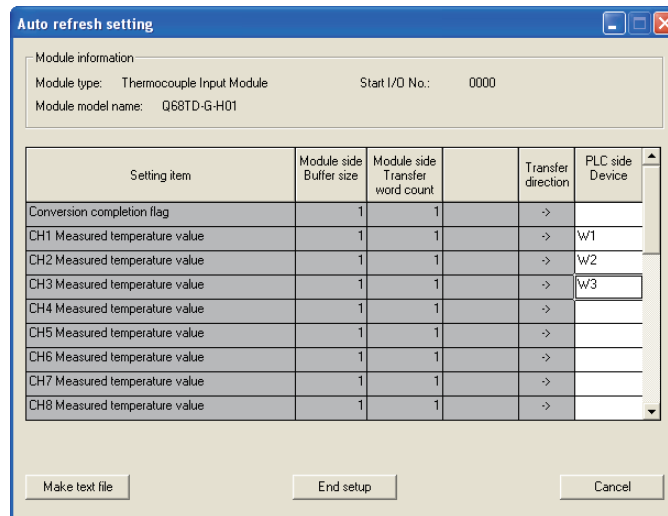 Auto refresh setting
Module information
Module type: Thermocouple Input Module Start I/O No.: 0000
Module model name: Q68TD-G-H01
Setting item Module side Buffer size Module side Transfer word count Transfer direction PLC side Device
Conversion completion flag 1 1 ->
CH1 Measured temperature value 1 1 -> W1
CH2 Measured temperature value 1 1 -> W2
CH3 Measured temperature value 1 1 -> W3
CH4 Measured temperature value 1 1 ->
CH5 Measured temperature value 1 1 ->
CH6 Measured temperature value 1 1 ->
CH7 Measured temperature value 1 1 ->
CH8 Measured temperature value 1 1 ->
Make text file End setup Cancel